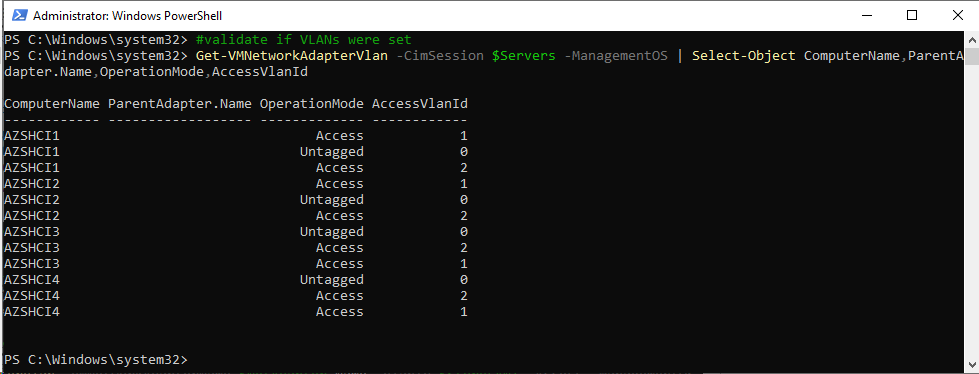 Administrator: Windows PowerShell
PS C:\Windows\system32> #validate if VLANs were set
PS C:\Windows\system32> Get-VMNetworkAdapterVlan -CimSession $Servers -ManagementOS | Select-Object ComputerName,ParentA
dapter.Name,OperationMode,AccessVlanId
ComputerName ParentAdapter.Name OperationMode AccessVlanId
------------ ------------------ ------------- ------------
AZSHCI1 Access 1
AZSHCI1 Untagged 0
AZSHCI1 Access 2
AZSHCI2 Access 1
AZSHCI2 Untagged 0
AZSHCI2 Access 2
AZSHCI3 Untagged 0
AZSHCI3 Access 2
AZSHCI3 Access 1
AZSHCI4 Untagged 0
AZSHCI4 Access 2
AZSHCI4 Access 1
PS C:\Windows\system32>